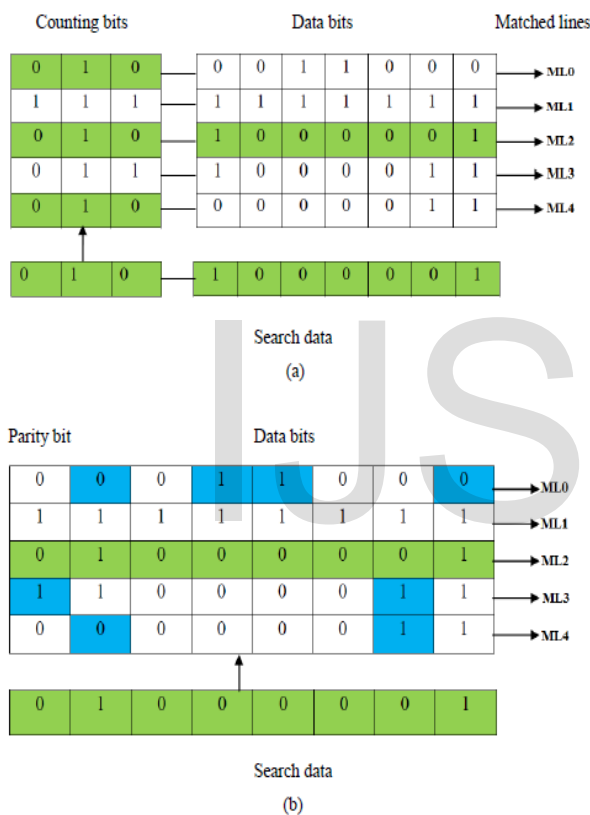 Counting bits Data bits Matched lines
0 1 0 0 0 1 1 0 0 0 ML0
1 1 1 1 1 1 1 1 1 1 ML1
0 1 0 1 0 0 0 0 0 1 ML2
0 1 1 1 0 0 0 0 1 1 ML3
0 1 0 0 0 0 0 0 1 1 ML4
0 1 0 1 0 0 0 0 0 1
Search data
(a)
IJS
Parity bit Data bits
0 0 0 1 1 0 0 0 ML0
1 1 1 1 1 1 1 1 ML1
0 1 0 0 0 0 0 1 ML2
1 1 0 0 0 0 1 1 ML3
0 0 0 0 0 0 1 1 ML4
0 1 0 0 0 0 0 1
Search data
(b)